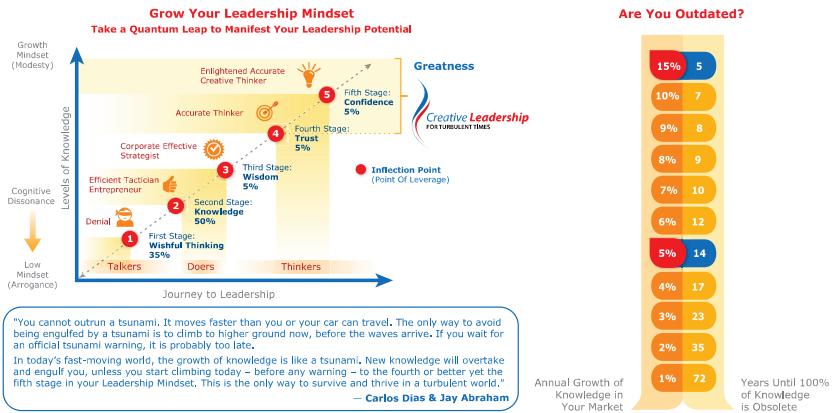 Grow Your Leadership Mindset
Take a Quantum Leap to Manifest Your Leadership Potential
Growth
Mindset
(Modesty)
Levels of Knowledge
Cognitive
Dissonance
Low
Mindset
(Arrogance)
Enlightened Accurate
Creative Thinker
5
Fifth Stage:
Confidence
5%
Accurate Thinker
4
Fourth Stage:
Trust
5%
Corporate Effective
Strategist
3
Third Stage:
Wisdom
5%
Efficient Tactician
Entrepreneur
2
Second Stage:
Knowledge
50%
Denial
1
First Stage:
Wishful Thinking
35%
Talkers
Doers
Thinkers
Journey to Leadership
Greatness
Creative Leadership
FOR TURBULENT TIMES
Inflection Point
(Point Of Leverage)
"You cannot outrun a tsunami. It moves faster than you or your car can travel. The only way to avoid
being engulfed by a tsunami is to climb to higher ground now, before the waves arrive. If you wait for
an official tsunami warning, it is probably too late.
In today's fast-moving world, the growth of knowledge is like a tsunami. New knowledge will overtake
and engulf you, unless you start climbing today – before any warning – to the fourth or better yet the
fifth stage in your Leadership Mindset. This is the only way to survive and thrive in a turbulent world."
— Carlos Dias & Jay Abraham
Are You Outdated?
15% 5
10% 7
9% 8
8% 9
7% 10
6% 12
5% 14
4% 17
3% 23
2% 35
1% 72
Annual Growth of
Knowledge in
Your Market
Years Until 100%
of Knowledge
is Obsolete